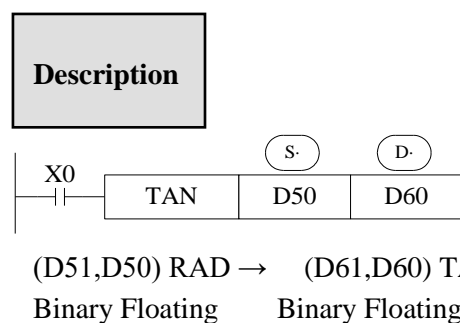 Description
S· D·
X0
TAN D50 D60
(D51,D50) RAD → (D61,D60)
Binary Floating Binary Floating